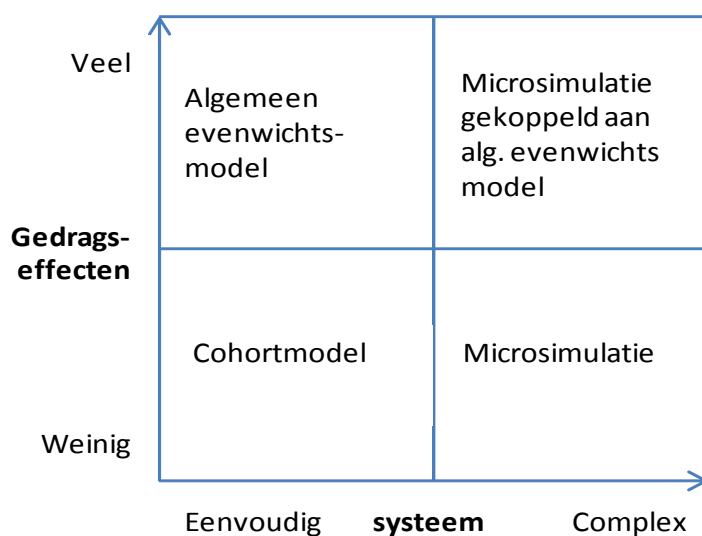 Veel
Algemeen
evenwichts-
model
Microsimulatie
gekoppeld aan
alg. evenwichts
model
Gedrags-
effecten
Cohortmodel
Microsimulatie
Weinig
Eenvoudig systeem Complex